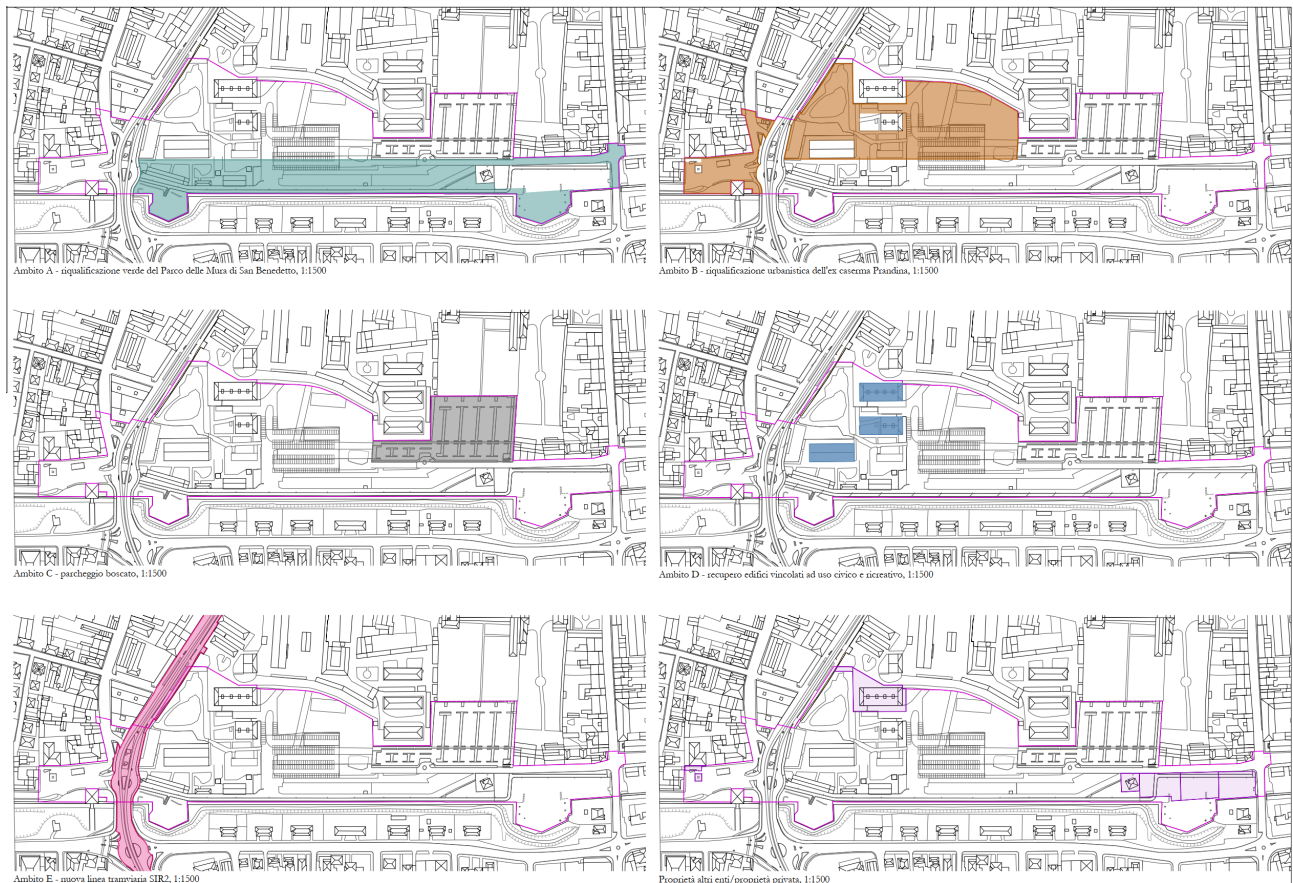 Ambito A - riqualificazione verde del Parco delle Mura di San Benedetto, 1:1500
Ambito B - riqualificazione urbanistica dell'ex caserma Prandina, 1:1500
Ambito C - parcheggio boscato, 1:1500
Ambito D - recupero edifici vincolati ad uso civico e ricreativo, 1:1500
Ambito E - nuova linea tramviaria SIR2, 1:1500
Proprietà altri enti/proprietà privata, 1:1500